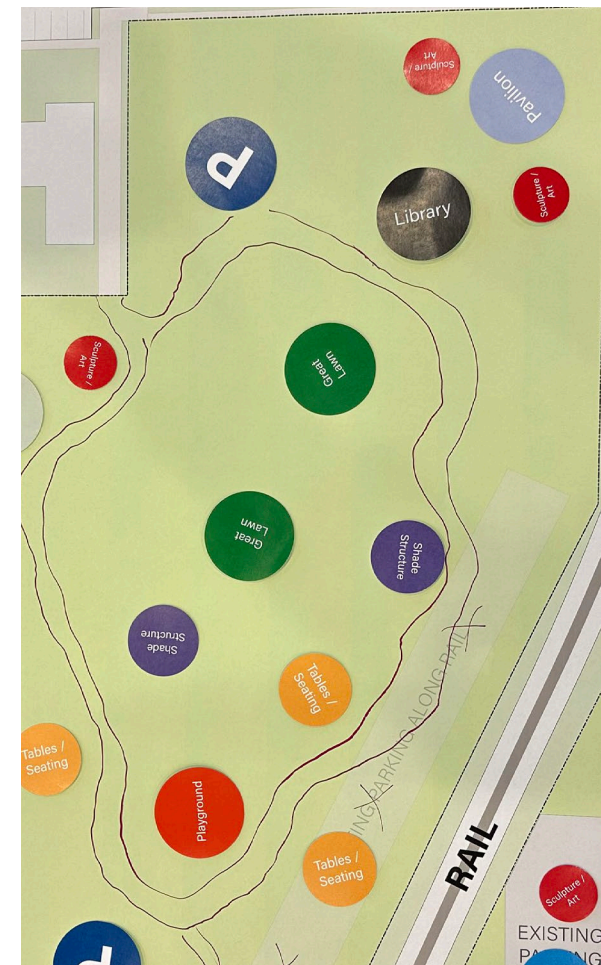 Sculpture /
Art
Pavilion
P
Library
Sculpture /
Art
Sculpture /
Art
Great
Lawn
Great
Lawn
Shade
Structure
Shade
Structure
Tables /
Seating
Tables /
Seating
PARKING ALONG RAIL
Playground
Tables /
Seating
RAIL
Sculpture /
Art
EXISTING
P